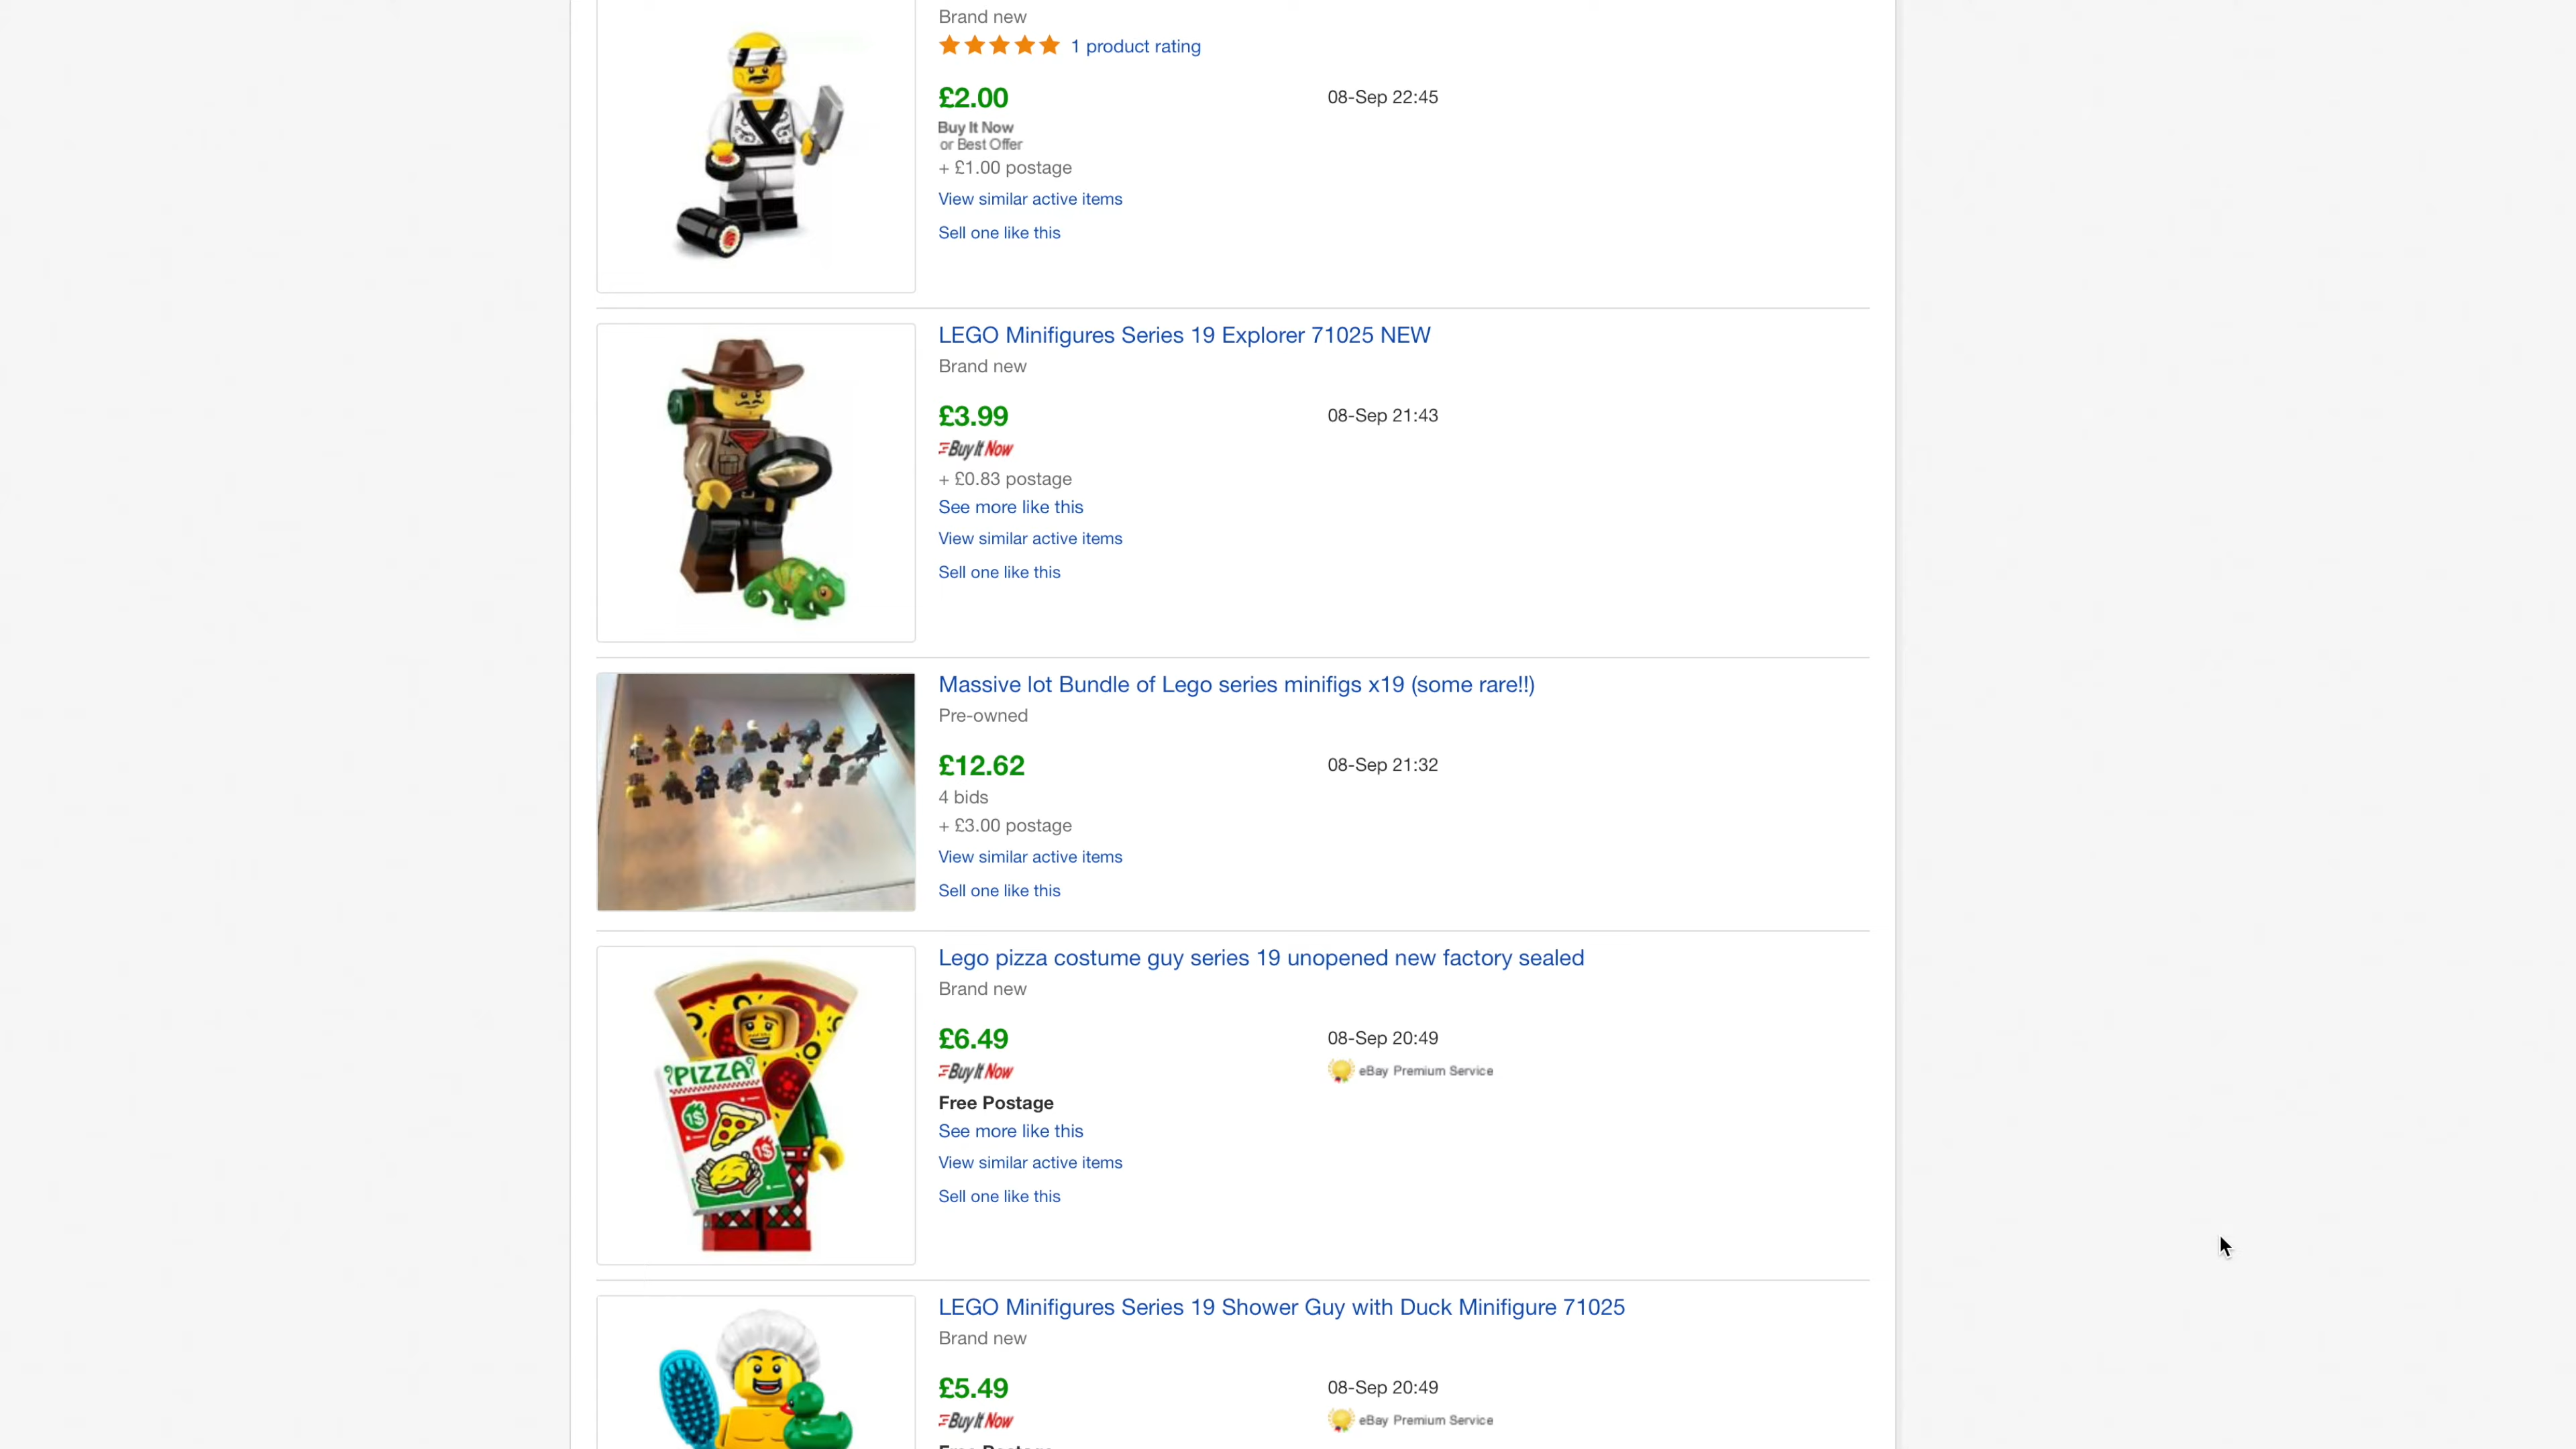 Brand new
1 product rating
£2.00
08-Sep 22:45
Buy It Now
or Best Offer
+ £1.00 postage
View similar active items
Sell one like this
LEGO Minifigures Series 19 Explorer 71025 NEW
Brand new
£3.99
08-Sep 21:43
Buy It Now
+ £0.83 postage
See more like this
View similar active items
Sell one like this
Massive lot Bundle of Lego series minifigs x19 (some rare!!)
Pre-owned
£12.62
08-Sep 21:32
4 bids
+ £3.00 postage
View similar active items
Sell one like this
Lego pizza costume guy series 19 unopened new factory sealed
Brand new
£6.49
08-Sep 20:49
Buy It Now
eBay Premium Service
Free Postage
See more like this
View similar active items
Sell one like this
PIZZA
1$
1$
LEGO Minifigures Series 19 Shower Guy with Duck Minifigure 71025
Brand new
£5.49
08-Sep 20:49
Buy It Now
eBay Premium Service